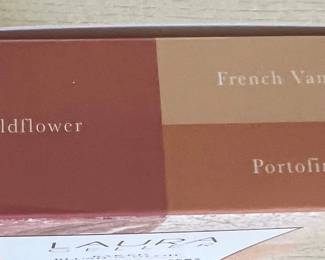 ldflower
French Van
Portofin
LAURA